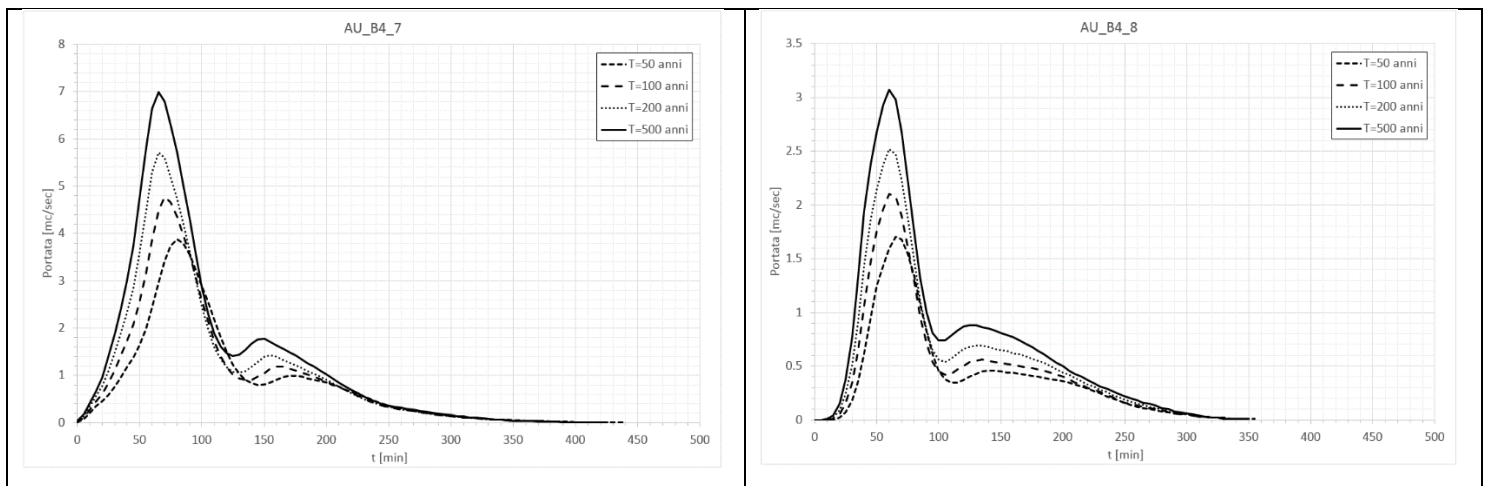 AU_B4_7
8
7
6
5
4
3
2
1
0
Portata [mc/sec]
0 50 100 150 200 250 300 350 400 450 500
t [min]
T=50 anni
T=100 anni
T=200 anni
T=500 anni
AU_B4_8
3.5
3
2.5
2
1.5
1
0.5
0
Portata [mc/sec]
0 50 100 150 200 250 300 350 400 450 500
t [min]
T=50 anni
T=100 anni
T=200 anni
T=500 anni